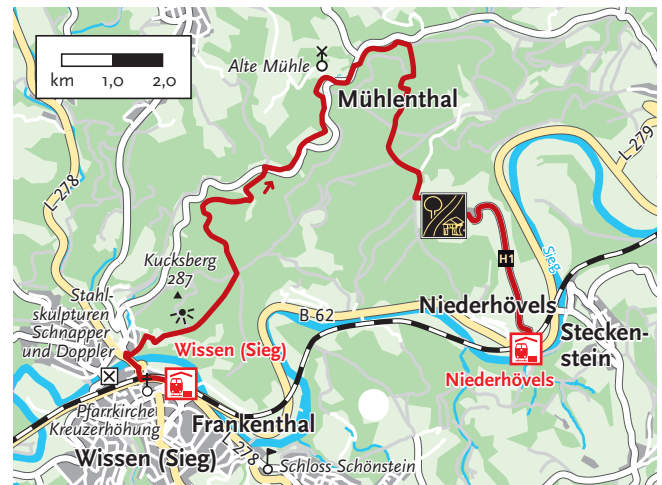 km 1,0 2,0
Alte Mühle
Mühlenthal
L 278
L 279
Kucksberg
287
Sieg
H1
Stahl-
skulpturen
Schnapper
und Doppler
B 62
Niederhövels
Wissen (Sieg)
Stecken-
stein
Niederhövels
Pfarrkirche
Kreuzerhöhung
Frankenthal
Wissen (Sieg)
278
Schloss Schönstein